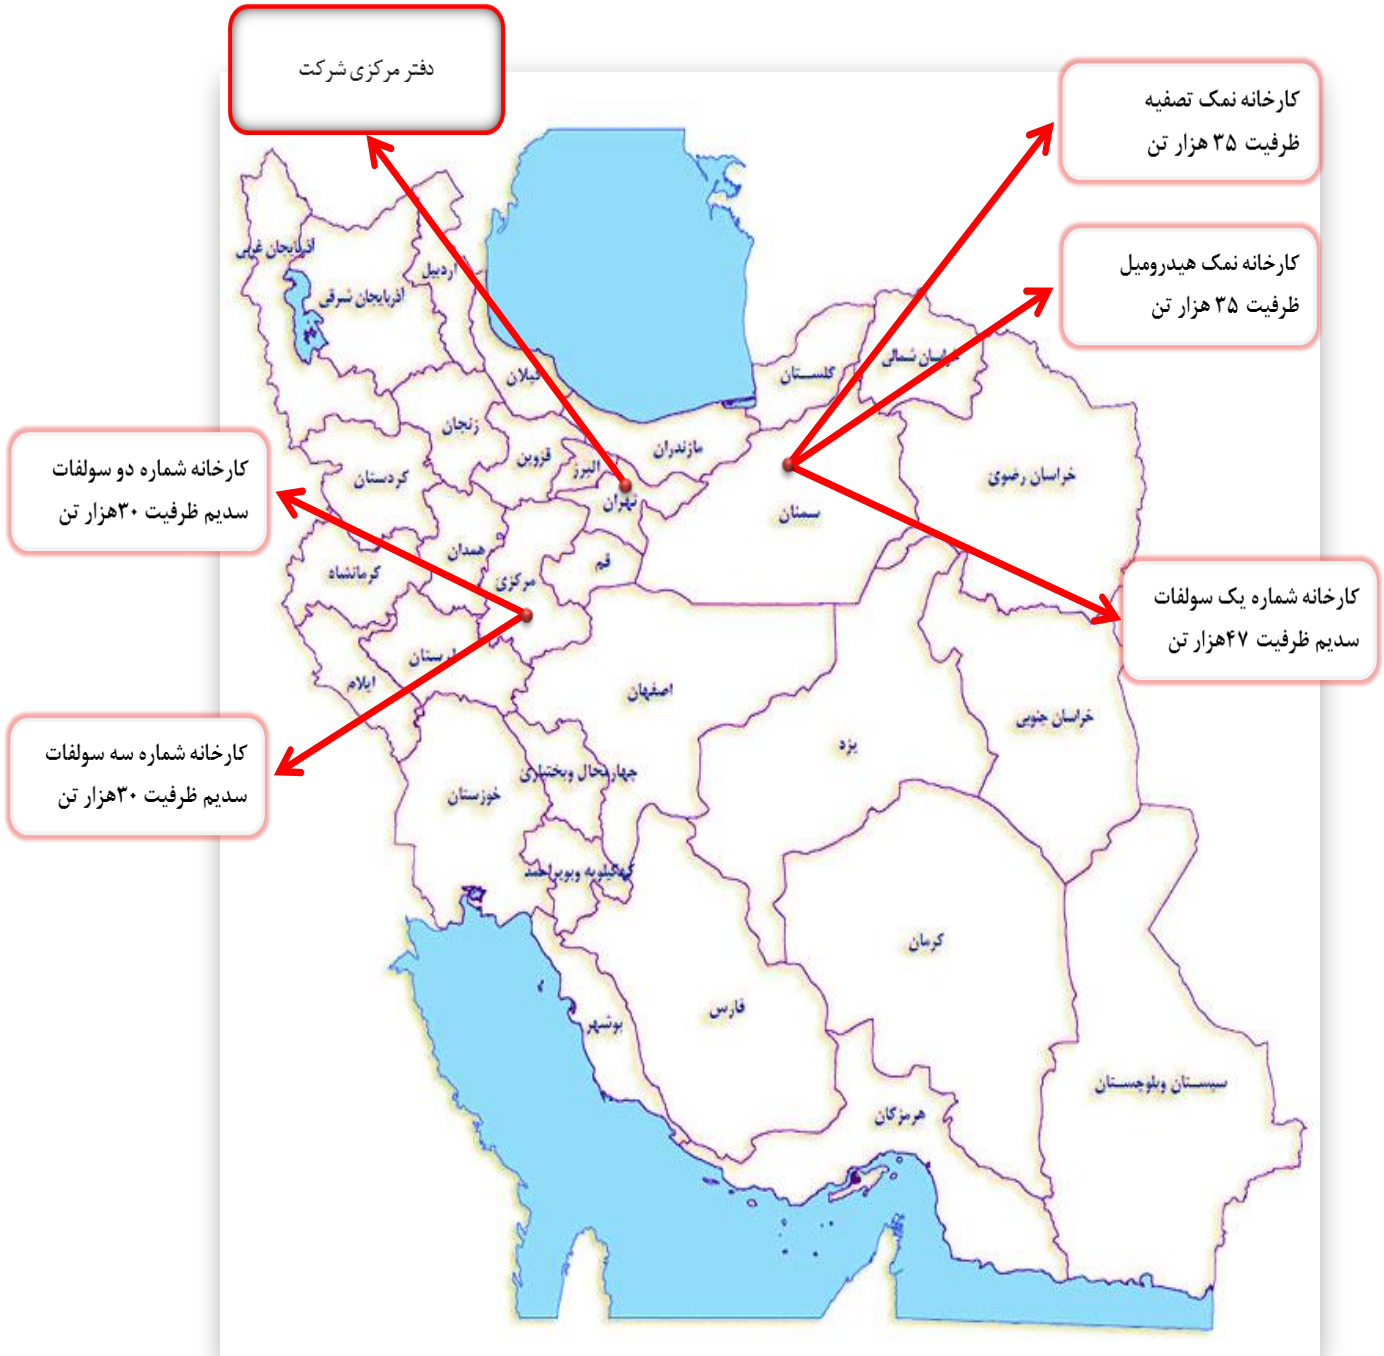 دفتر مرکزی شرکت
کارخانه نمک تصفیه
ظرفیت ۳۵ هزار تن
کارخانه نمک هیدرومیل
ظرفیت ۳۵ هزار تن
آذربایجان غربی
اردبیل
آذربایجان شرقی
گیلان
گلستان
خراسان شمالی
زنجان
مازندران
قزوین
البرز
کردستان
خراسان رضوی
تهران
سمنان
کارخانه شماره دو سولفات
سدیم ظرفیت ۳۰هزار تن
همدان
قم
کرمانشاه
مرکزی
کارخانه شماره یک سولفات
سدیم ظرفیت ۴۷هزار تن
لرستان
ایلام
اصفهان
خراسان جنوبی
یزد
کارخانه شماره سه سولفات
سدیم ظرفیت ۳۰هزار تن
چهارمحال وبختیاری
خوزستان
کهگیلویه وبویراحمد
کرمان
فارس
بوشهر
سیستان وبلوچستان
هرمزگان